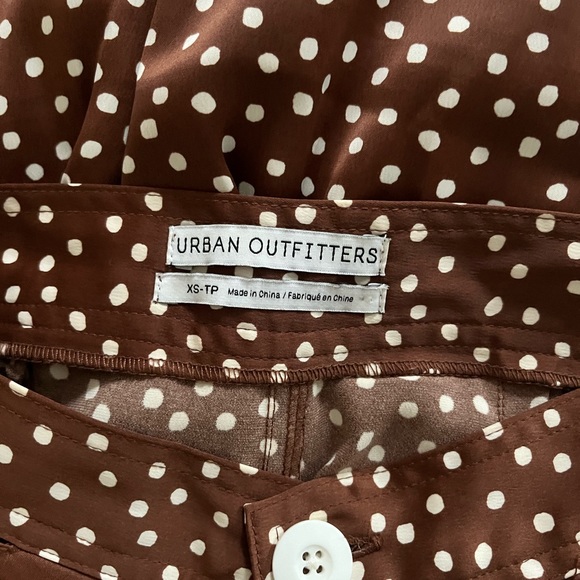 URBAN OUTFITTERS
XS-TP Made in China / Fabriqué en Chine